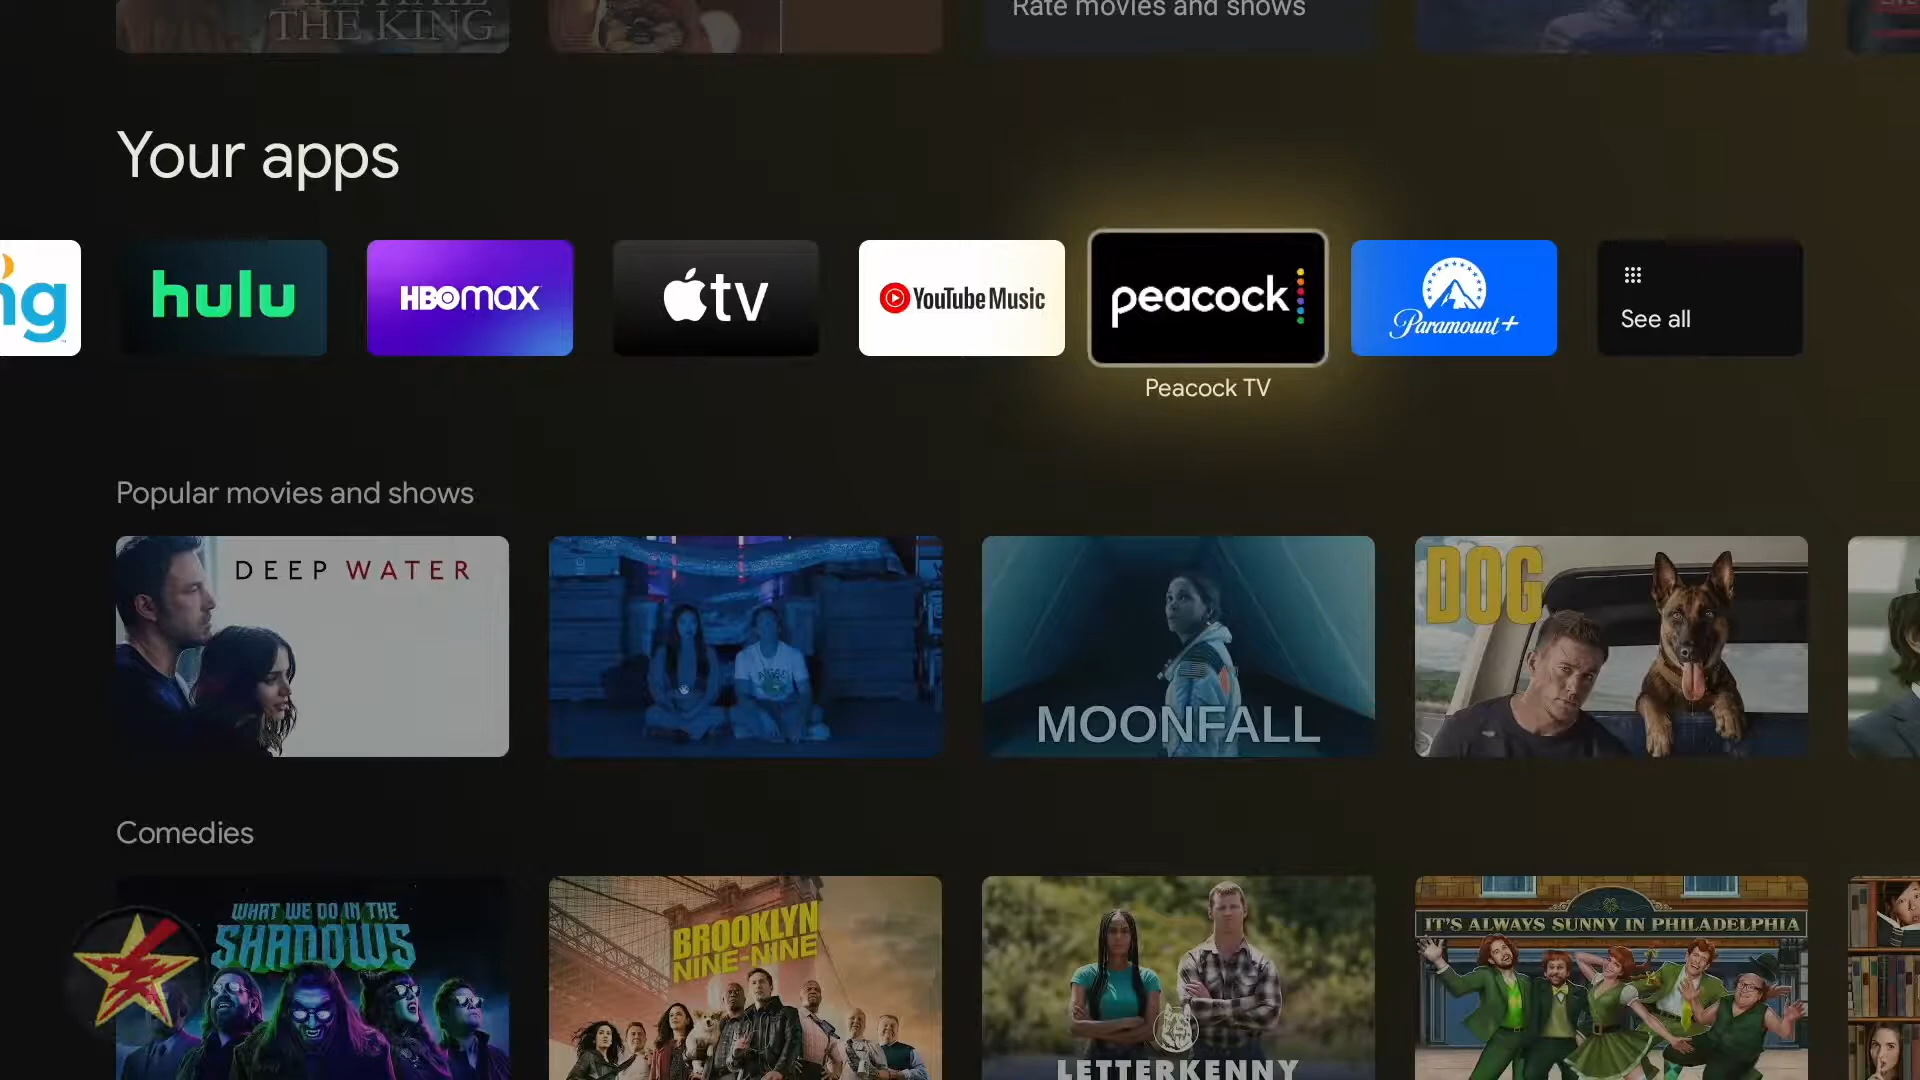 THE KING
Rate movies and shows
Your apps
ng
hulu
HBOmax
tv
YouTube Music
peacock
Paramount+
See all
Peacock TV
Popular movies and shows
DEEP WATER
MOONFALL
DOG
Comedies
WHAT WE DO IN THE
SHADOWS
BROOKLYN
NINE-NINE
LETTERKENNY
IT'S ALWAYS SUNNY IN PHILADELPHIA